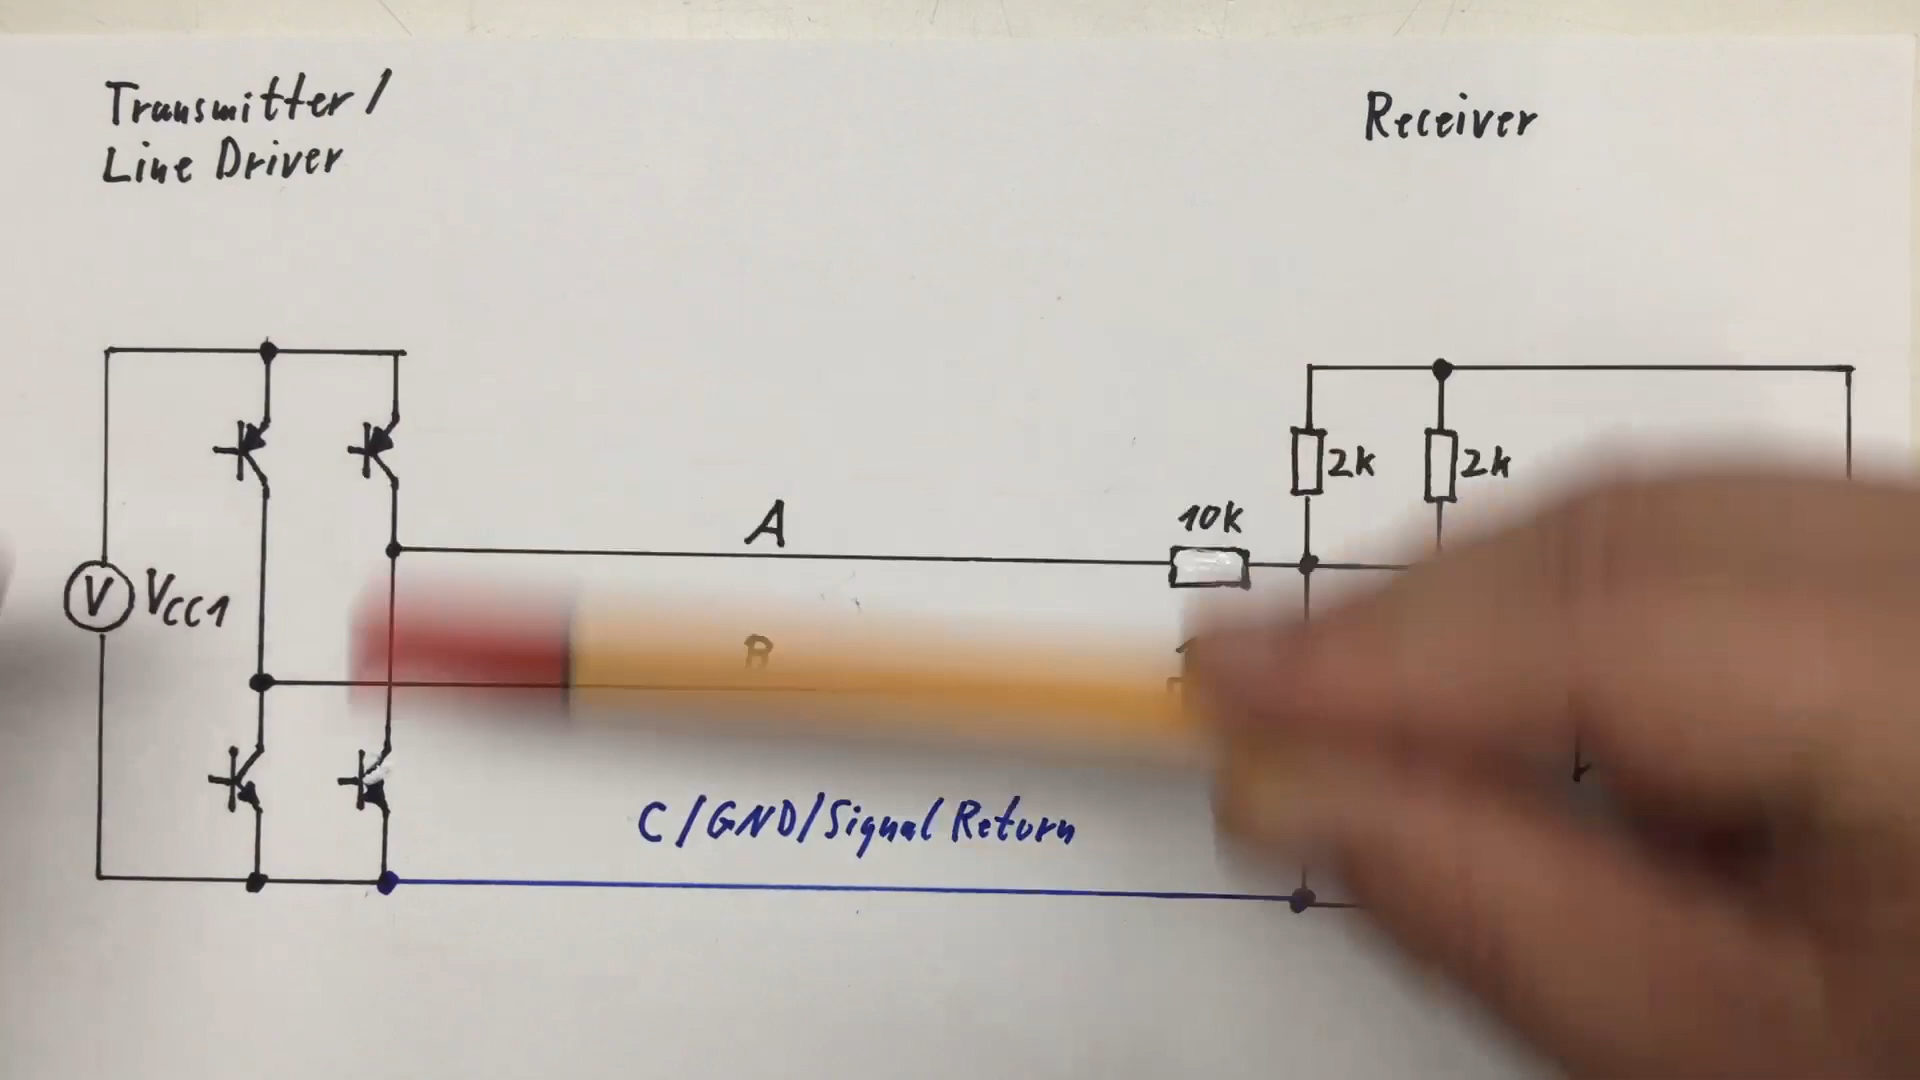 Transmitter /
Line Driver
Receiver
2k
2k
10k
A
V
VCC1
B
C/GND/Signal Return